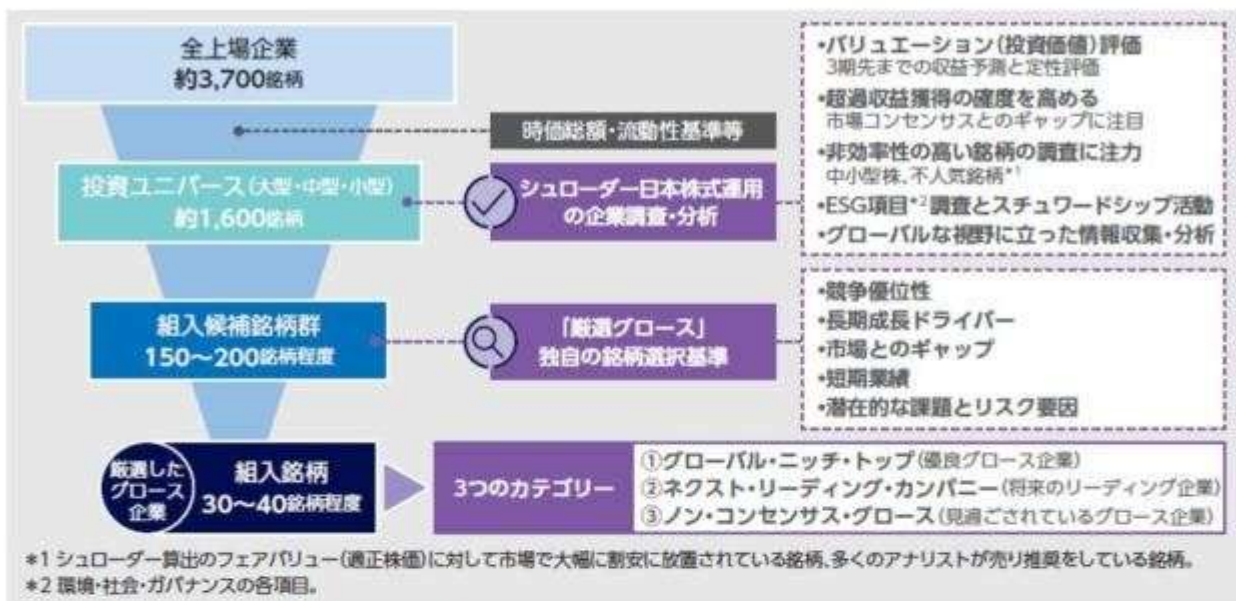 全上場企業
約3,700銘柄
時価総額・流動性基準等
投資ユニバース(大型・中型・小型)
約1,600銘柄
シュローダー日本株式運用
の企業調査・分析
•バリュエーション(投資価値)評価
3期先までの収益予測と定性評価
•超過収益獲得の確度を高める
市場コンセンサスとのギャップに注目
•非効率性の高い銘柄の調査に注力
中小型株、不人気銘柄*1
•ESG項目*2調査とスチュワードシップ活動
•グローバルな視野に立った情報収集・分析
組入候補銘柄群
150～200銘柄程度
「厳選グロース」
独自の銘柄選択基準
•競争優位性
•長期成長ドライバー
•市場とのギャップ
•短期業績
•潜在的な課題とリスク要因
厳選した
グロース
企業
組入銘柄
30～40銘柄程度
3つのカテゴリー
①グローバル・ニッチ・トップ(優良グロース企業)
②ネクスト・リーディング・カンパニー(将来のリーディング企業)
③ノン・コンセンサス・グロース(見過ごされているグロース企業)
*1 シュローダー算出のフェアバリュー(適正株価)に対して市場で大幅に割安に放置されている銘柄、多くのアナリストが売り推奨をしている銘柄。
*2 環境・社会・ガバナンスの各項目。